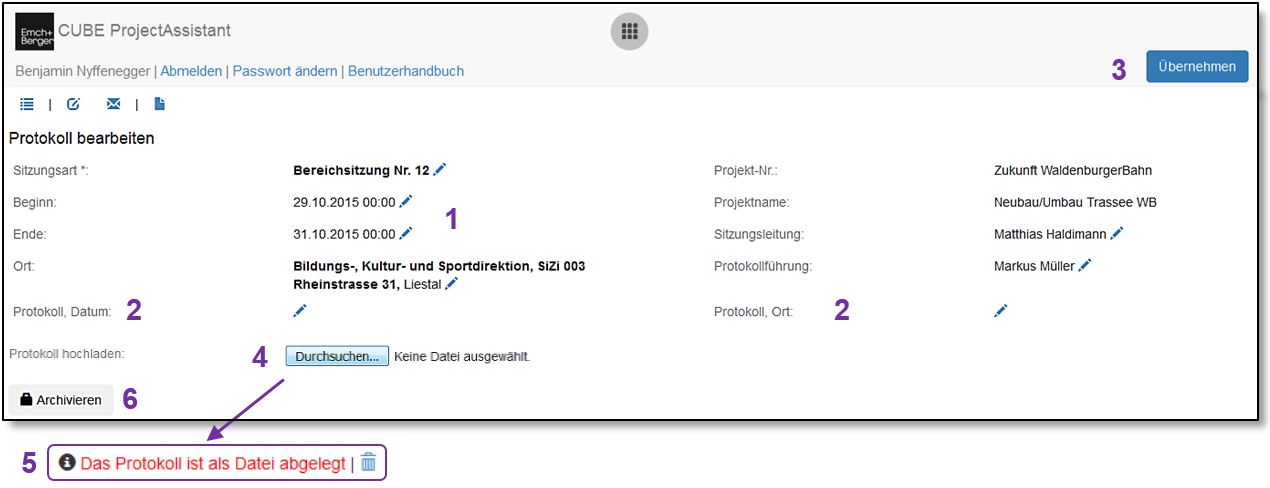 Emch+
Berger
CUBE ProjectAssistant
Benjamin Nyffenegger | Abmelden | Passwort ändern | Benutzerhandbuch
3
Übernehmen
| |
Protokoll bearbeiten
Sitzungsart *: Bereichsitzung Nr. 12 Projekt-Nr.: Zukunft WaldenburgerBahn
Beginn: 29.10.2015 00:00 Projektname: Neubau/Umbau Trassee WB
1
Ende: 31.10.2015 00:00 Sitzungsleitung: Matthias Haldimann
Ort: Bildungs-, Kultur- und Sportdirektion, SiZi 003 Protokollführung: Markus Müller
Rheinstrasse 31, Liestal
Protokoll, Datum: 2 Protokoll, Ort: 2
Protokoll hochladen: 4 Durchsuchen... Keine Datei ausgewählt.
Archivieren 6
5 Das Protokoll ist als Datei abgelegt |